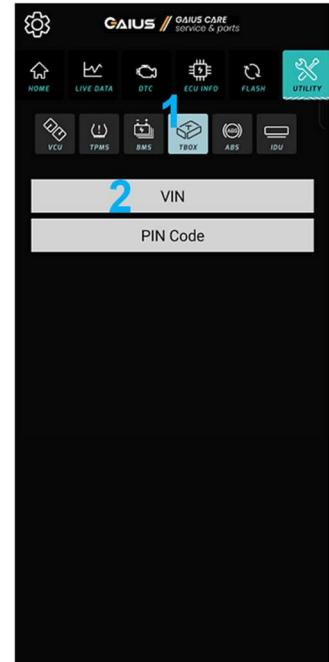 GAIUS // GAIUS CARE
service & parts
HOME LIVE DATA DTC ECU INFO FLASH UTILITY
1
VCU TPMS BMS TBOX ABS IDU
2 VIN
PIN Code